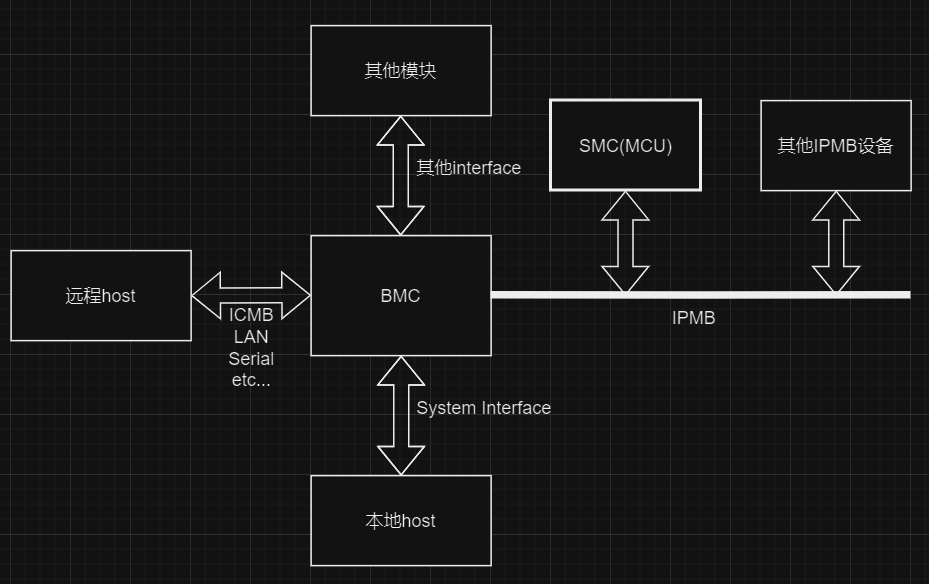 其他模块
SMC(MCU)
其他IPMB设备
其他interface
远程host
BMC
ICMB
LAN
Serial
etc...
IPMB
System Interface
本地host